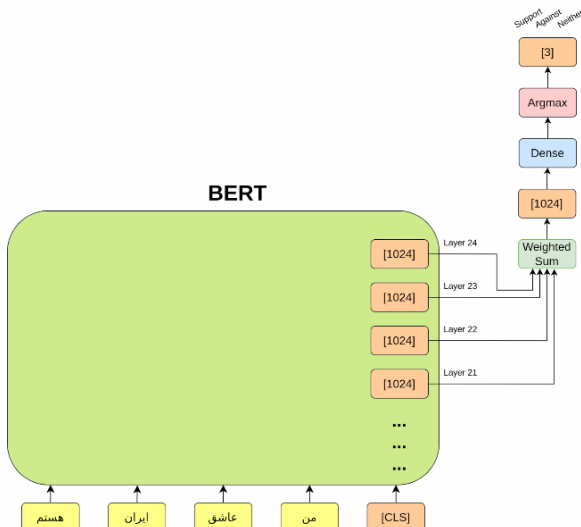 Support
Against
Neither
[3]
Argmax
Dense
[1024]
BERT
Weighted
Sum
[1024]
Layer 24
[1024]
Layer 23
[1024]
Layer 22
[1024]
Layer 21
...
...
...
[CLS]
من
عاشق
ایران
هستم